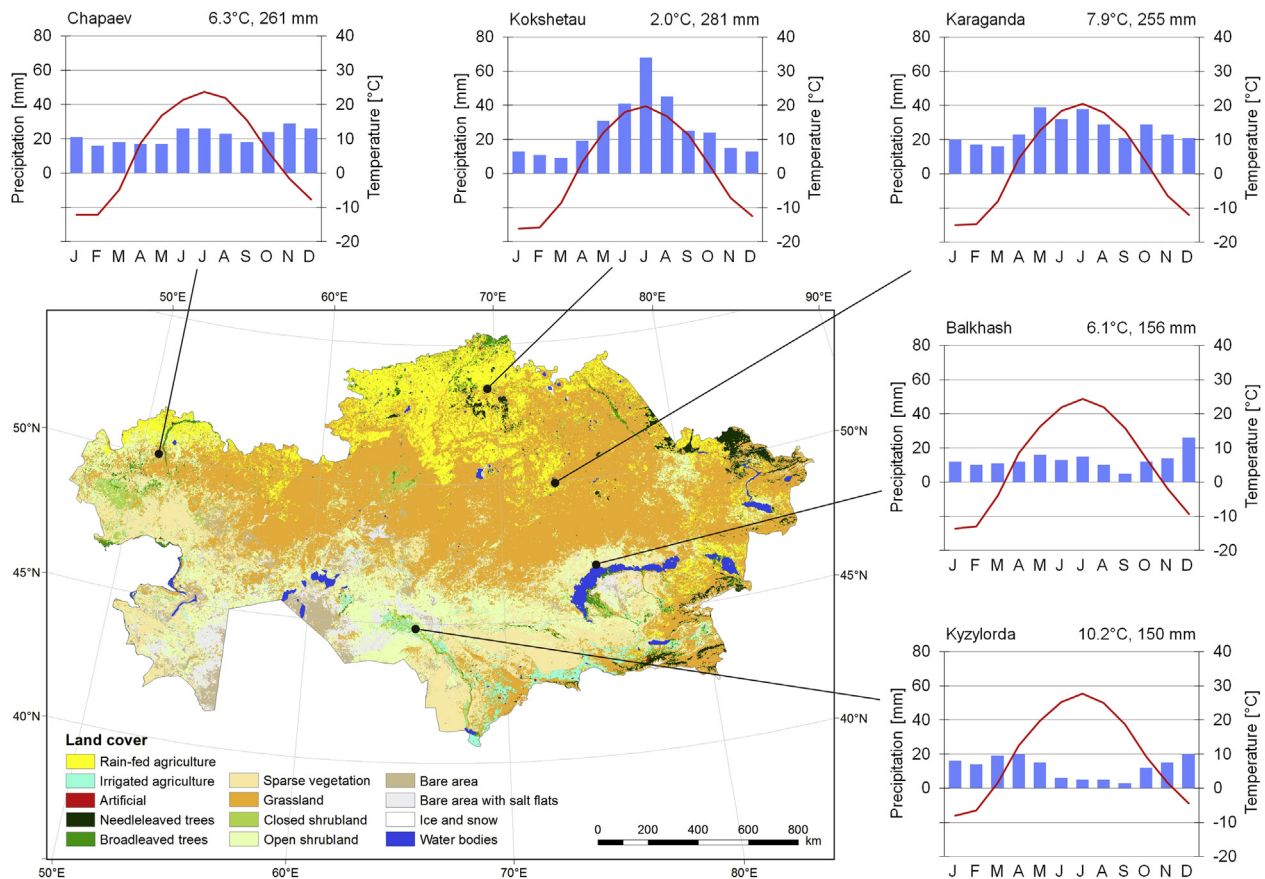 Chapaev 6.3°C, 261 mm
80 40
60 30
40 20
20 10
0 0
-10
-20
Precipitation [mm]
Temperature [°C]
J F M A M J J A S O N D
Kokshetau 2.0°C, 281 mm
80 40
60 30
40 20
20 10
0 0
-10
-20
Precipitation [mm]
Temperature [°C]
J F M A M J J A S O N D
Karaganda 7.9°C, 255 mm
80 40
60 30
40 20
20 10
0 0
-10
-20
Precipitation [mm]
Temperature [°C]
J F M A M J J A S O N D
Balkhash 6.1°C, 156 mm
80 40
60 30
40 20
20 10
0 0
-10
-20
Precipitation [mm]
Temperature [°C]
J F M A M J J A S O N D
Kyzylorda 10.2°C, 150 mm
80 40
60 30
40 20
20 10
0 0
-10
-20
Precipitation [mm]
Temperature [°C]
J F M A M J J A S O N D
50°E 60°E 70°E 80°E 90°E
50°N 50°N
45°N 45°N
40°N 40°N
50°E 60°E 70°E 80°E
Land cover
Rain-fed agriculture
Irrigated agriculture
Artificial
Needleleaved trees
Broadleaved trees
Sparse vegetation
Grassland
Closed shrubland
Open shrubland
Bare area
Bare area with salt flats
Ice and snow
Water bodies
0 200 400 600 800
km